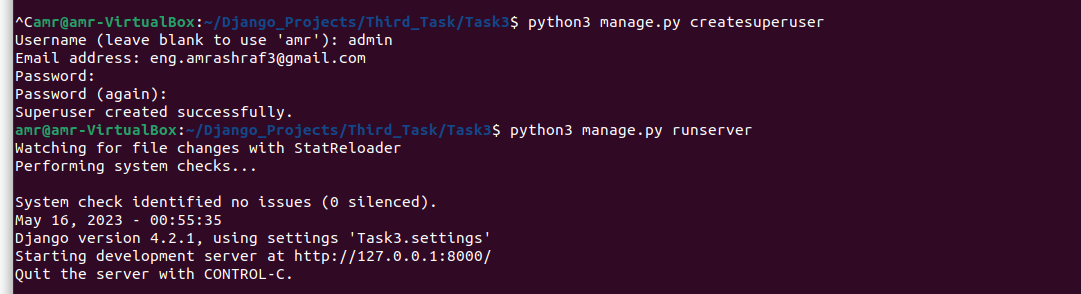 ^Camr@amr-VirtualBox:~/Django_Projects/Third_Task/Task3$ python3 manage.py createsuperuser
Username (leave blank to use 'amr'): admin
Email address: eng.amrashraf3@gmail.com
Password:
Password (again):
Superuser created successfully.
amr@amr-VirtualBox:~/Django_Projects/Third_Task/Task3$ python3 manage.py runserver
Watching for file changes with StatReloader
Performing system checks...

System check identified no issues (0 silenced).
May 16, 2023 - 00:55:35
Django version 4.2.1, using settings 'Task3.settings'
Starting development server at http://127.0.0.1:8000/
Quit the server with CONTROL-C.